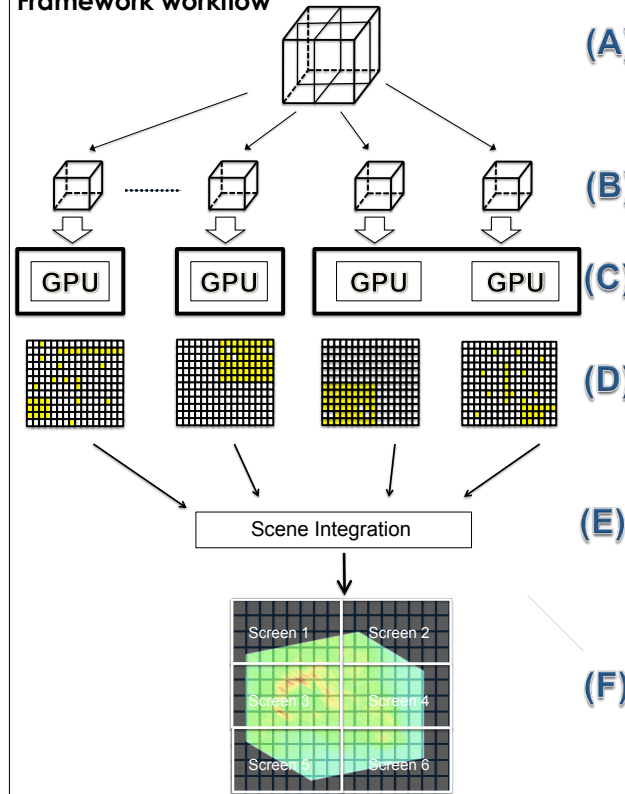 Framework workflow
(A)
(B)
GPU GPU GPU GPU
(C)
(D)
Scene Integration
(E)
Screen 1 Screen 2
Screen 3 Screen 4
(F)
Screen 5 Screen 6